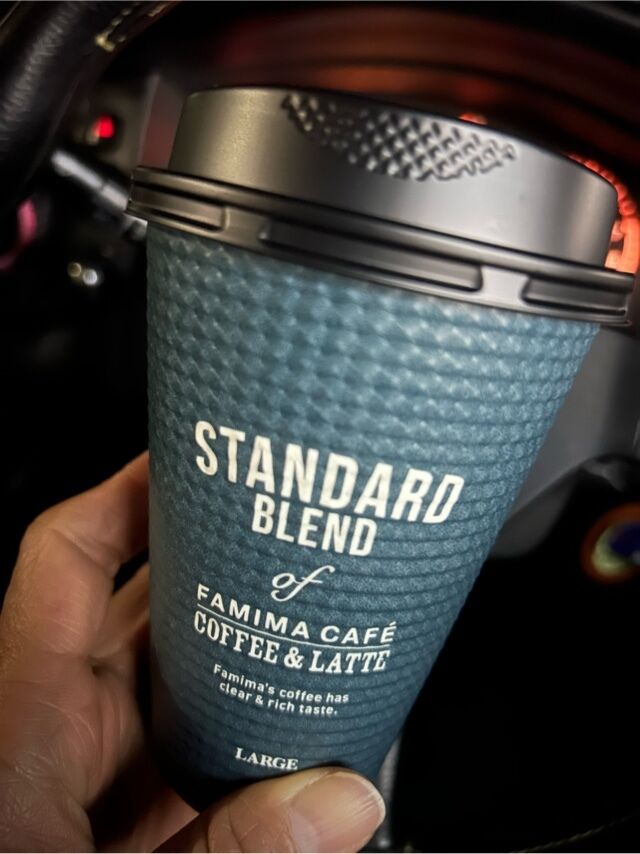 STANDARD
BLEND
of
FAMIMA CAFÉ
COFFEE & LATTE
Famima's coffee has
clear & rich taste.
LARGE